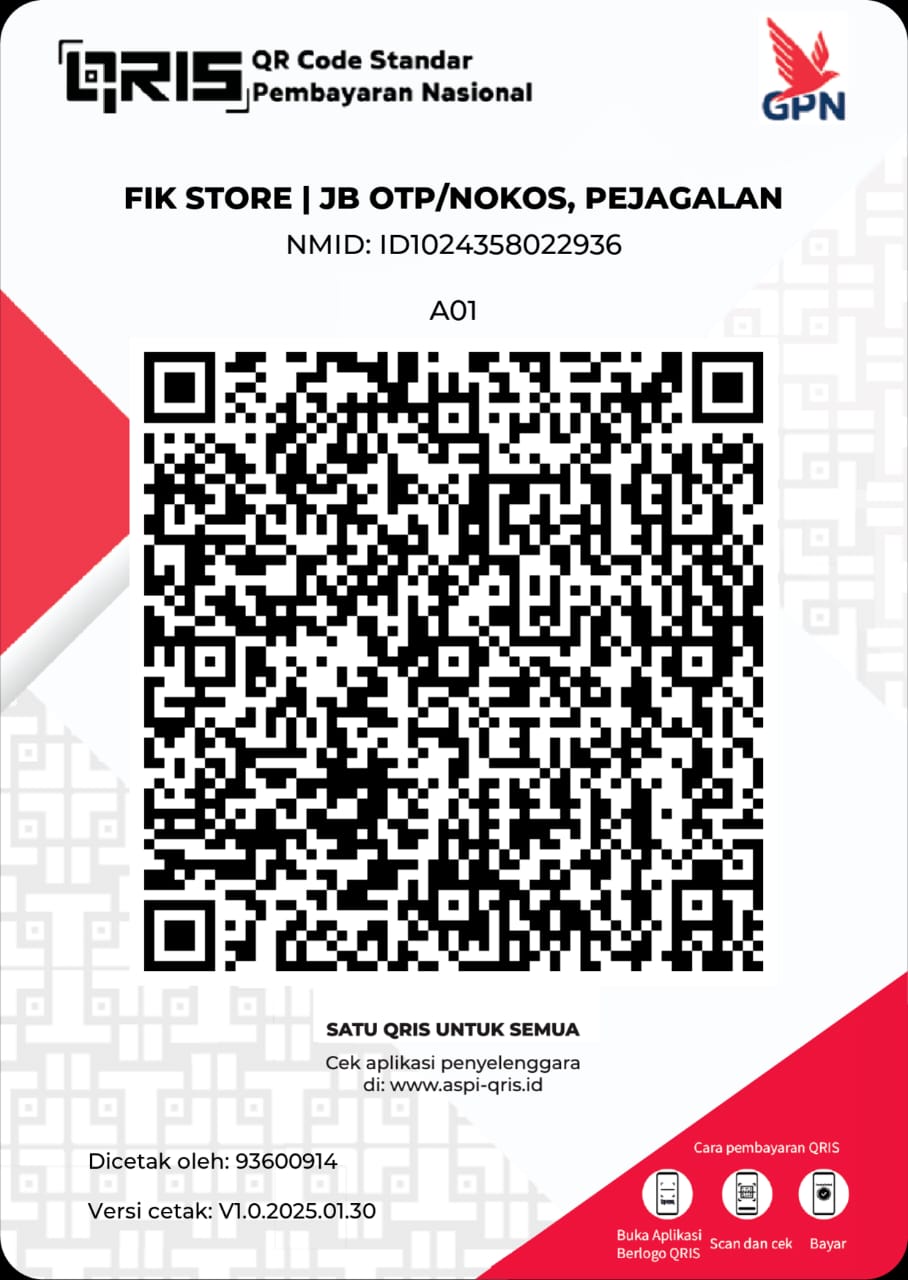 QRIS
QR Code Standar
Pembayaran Nasional
GPN
FIK STORE | JB OTP/NOKOS, PEJAGALAN
NMID: ID1024358022936
A01
SATU QRIS UNTUK SEMUA
Cek aplikasi penyelenggara
di: www.aspi-qris.id
Dicetak oleh: 93600914
Versi cetak: V1.0.2025.01.30
Cara pembayaran QRIS
Buka Aplikasi
Berlogo QRIS
Scan dan cek
Bayar